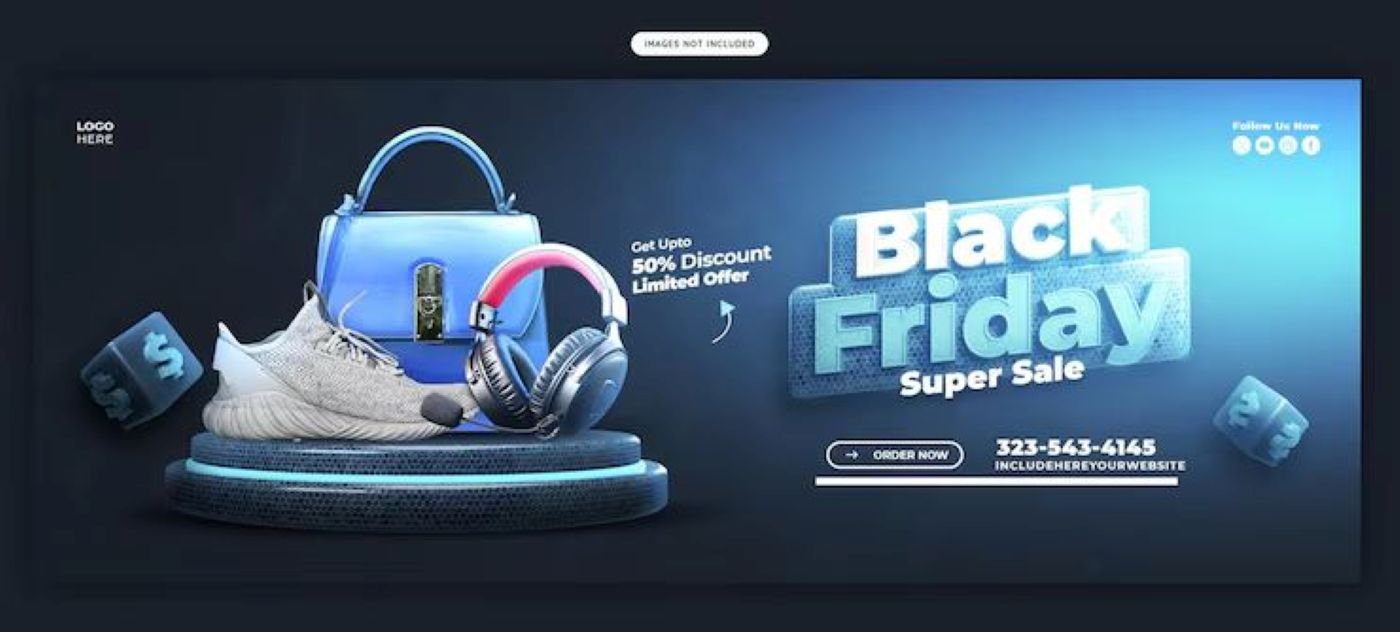 IMAGES NOT INCLUDED
LOGO
HERE
Follow Us Now
Get Upto
50% Discount
Limited Offer
Black
Friday
Super Sale
ORDER NOW
323-543-4145
INCLUDEHEREYOURWEBSITE
$
$
$
$